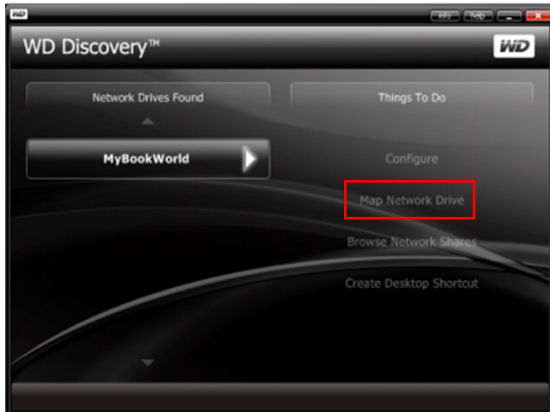 WD
info
help
WD Discovery™
WD
Network Drives Found
Things To Do
MyBookWorld
Configure
Map Network Drive
Browse Network Shares
Create Desktop Shortcut